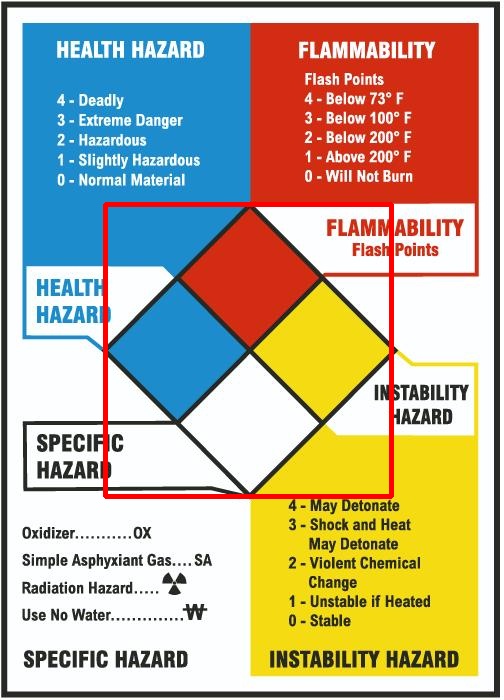 HEALTH HAZARD
4 - Deadly
3 - Extreme Danger
2 - Hazardous
1 - Slightly Hazardous
0 - Normal Material
FLAMMABILITY
Flash Points
4 - Below 73° F
3 - Below 100° F
2 - Below 200° F
1 - Above 200° F
0 - Will Not Burn
FLAMMABILITY
Flash Points
HEALTH
HAZARD
INSTABILITY
HAZARD
SPECIFIC
HAZARD
Oxidizer...........OX
Simple Asphyxiant Gas....SA
Radiation Hazard.....
Use No Water..............W
SPECIFIC HAZARD
4 - May Detonate
3 - Shock and Heat
May Detonate
2 - Violent Chemical
Change
1 - Unstable if Heated
0 - Stable
INSTABILITY HAZARD